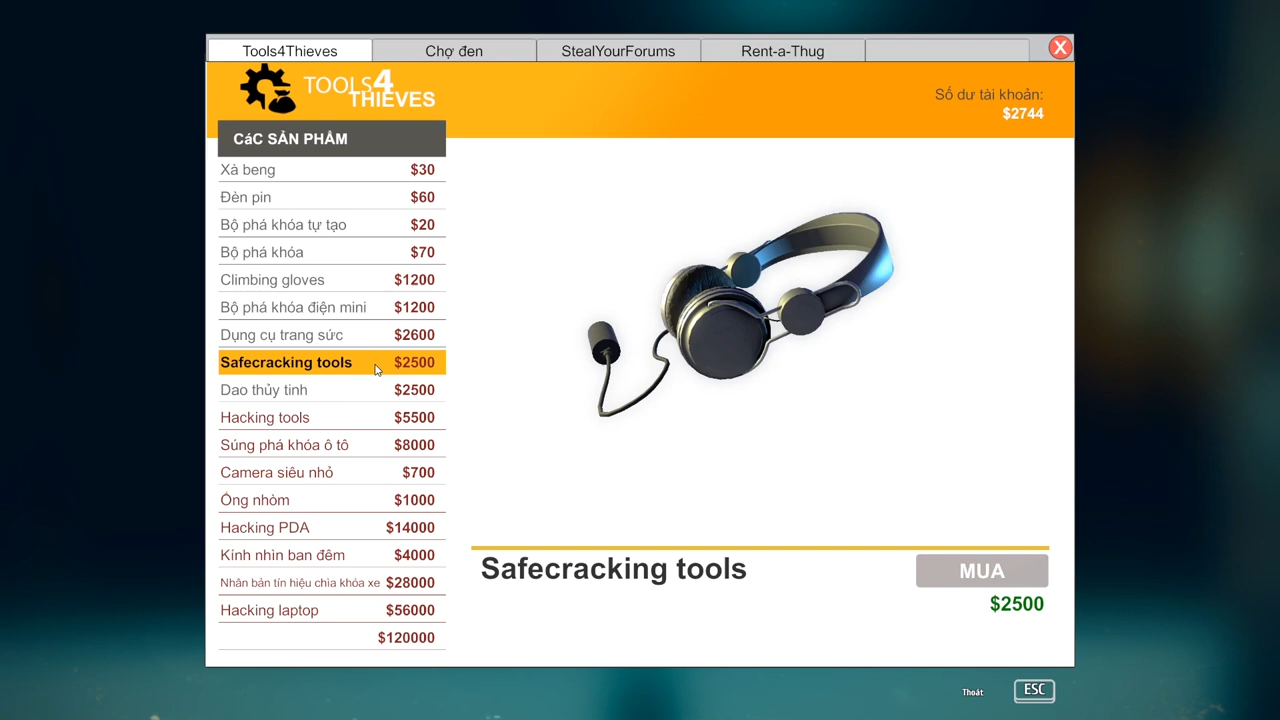 Tools4Thieves
Chợ đen
StealYourForums
Rent-a-Thug
X
TOOLS4
THIEVES
Số dư tài khoản:
$2744
CáC SẢN PHẨM
Xà beng $30
Đèn pin $60
Bộ phá khóa tự tạo $20
Bộ phá khóa $70
Climbing gloves $1200
Bộ phá khóa điện mini $1200
Dụng cụ trang sức $2600
Safecracking tools $2500
Dao thủy tinh $2500
Hacking tools $5500
Súng phá khóa ô tô $8000
Camera siêu nhỏ $700
Ống nhòm $1000
Hacking PDA $14000
Kính nhìn ban đêm $4000
Nhân bản tín hiệu chìa khóa xe $28000
Hacking laptop $56000
$120000
Safecracking tools
MUA
$2500
Thoát ESC